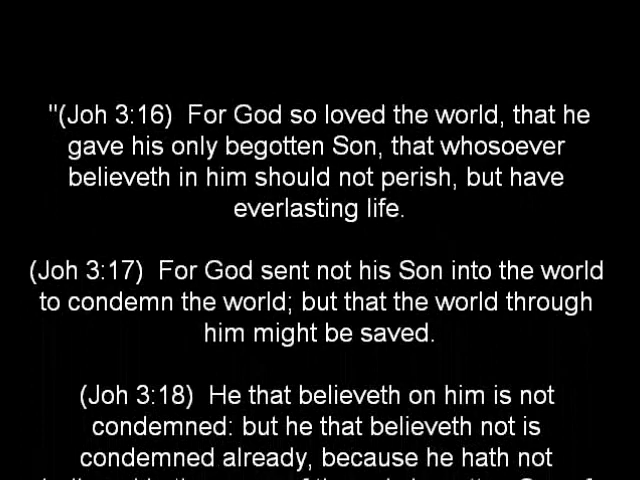 "(Joh 3:16)  For God so loved the world, that he
gave his only begotten Son, that whosoever
believeth in him should not perish, but have
everlasting life.
(Joh 3:17)  For God sent not his Son into the world
to condemn the world; but that the world through
him might be saved.
(Joh 3:18)  He that believeth on him is not
condemned: but he that believeth not is
condemned already, because he hath not